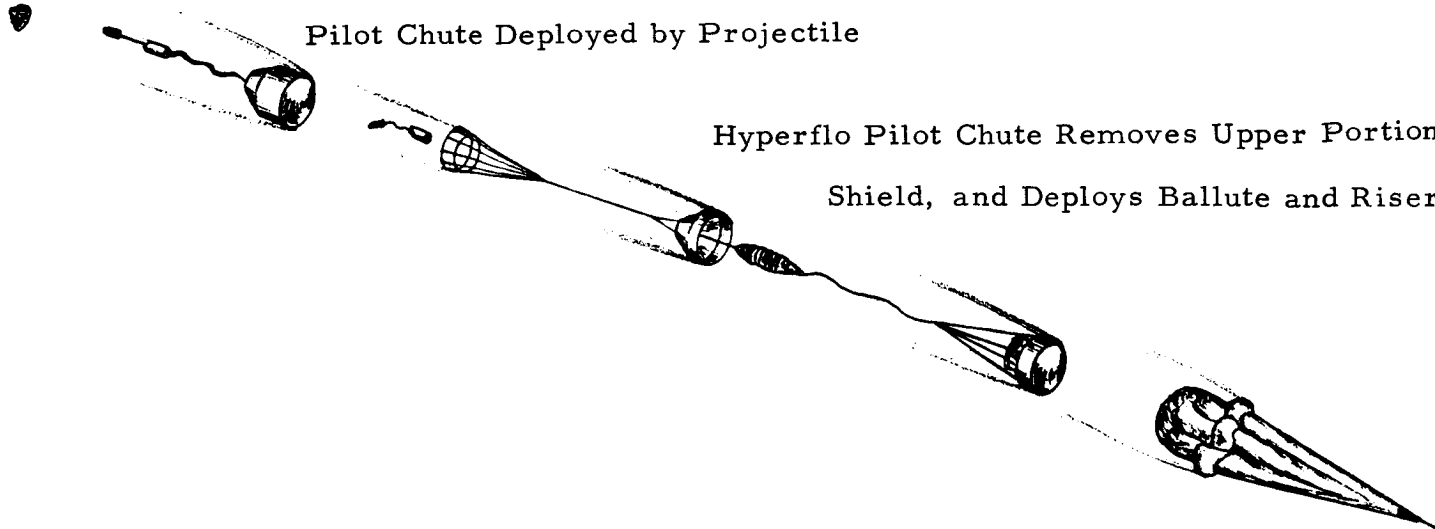 Pilot Chute Deployed by Projectile
Hyperflo Pilot Chute Removes Upper Portion
Shield, and Deploys Ballute and Riser